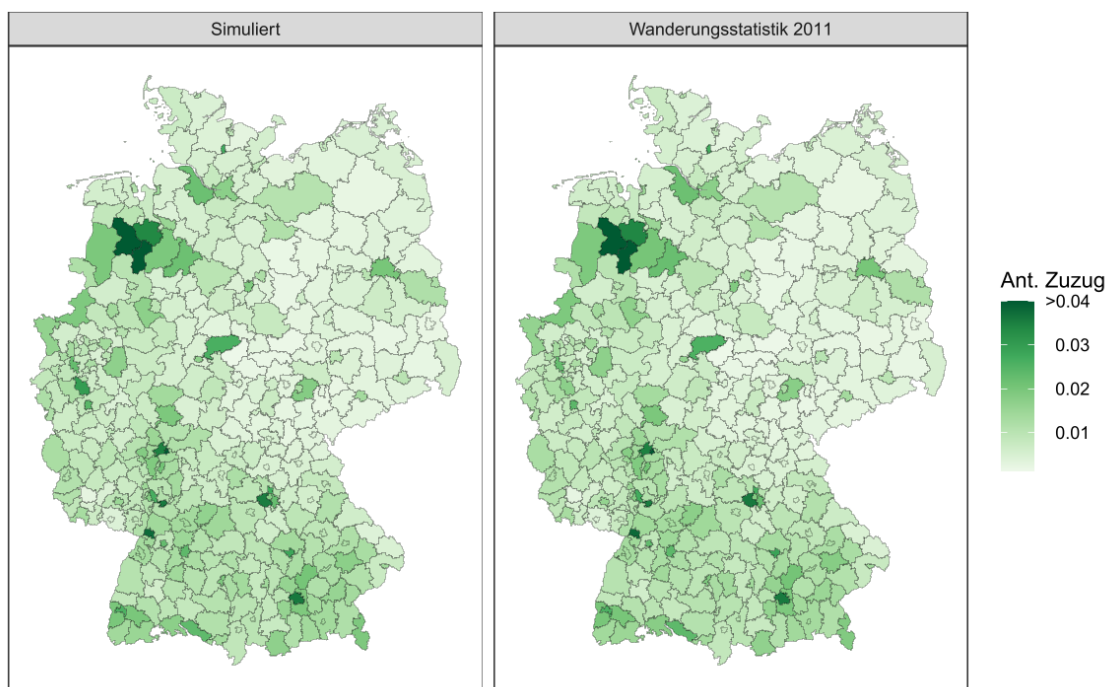 Simuliert
Wanderungsstatistik 2011
Ant. Zuzug
>0.04
0.03
0.02
0.01